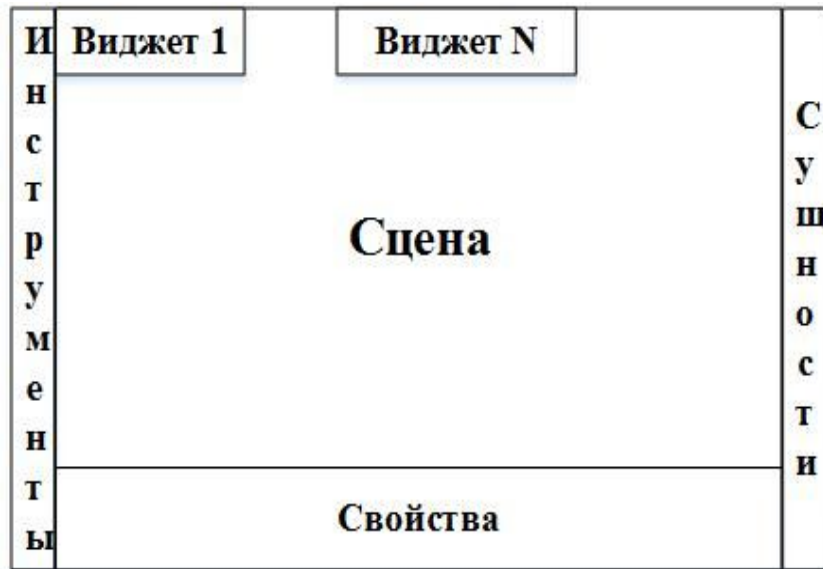 Инструменты
Виджет 1
Виджет N
Сцена
Свойства
Сущности